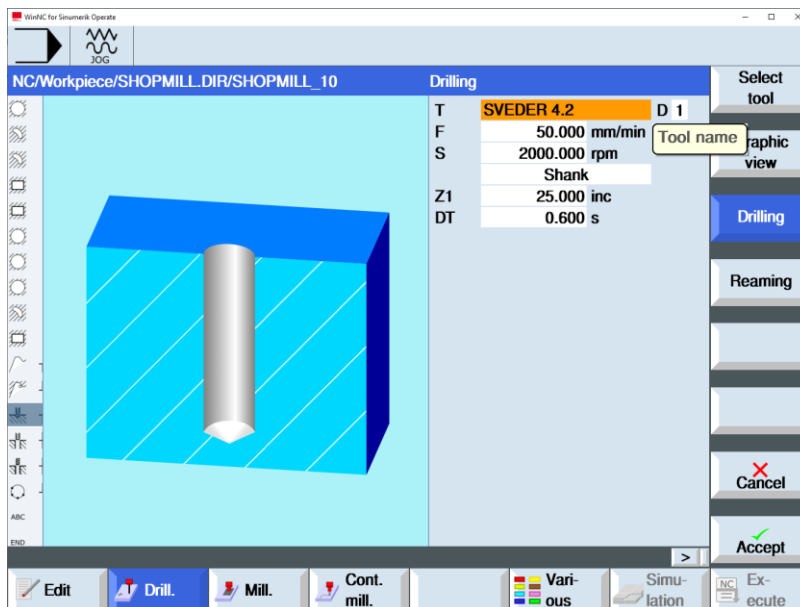 WinNC for Sinumerik Operate
JOG
NC/Workpiece/SHOPMILL.DIR/SHOPMILL_10
Drilling
T SVEDER 4.2 D 1
F 50.000 mm/min
Tool name
S 2000.000 rpm
Shank
Z1 25.000 inc
DT 0.600 s
Select
tool
raphic
view
Drilling
Reaming
Cancel
Accept
ABC
END
>
Edit
Drill.
Mill.
Cont.
mill.
Vari-
ous
Simu-
lation
NC
Ex-
ecute